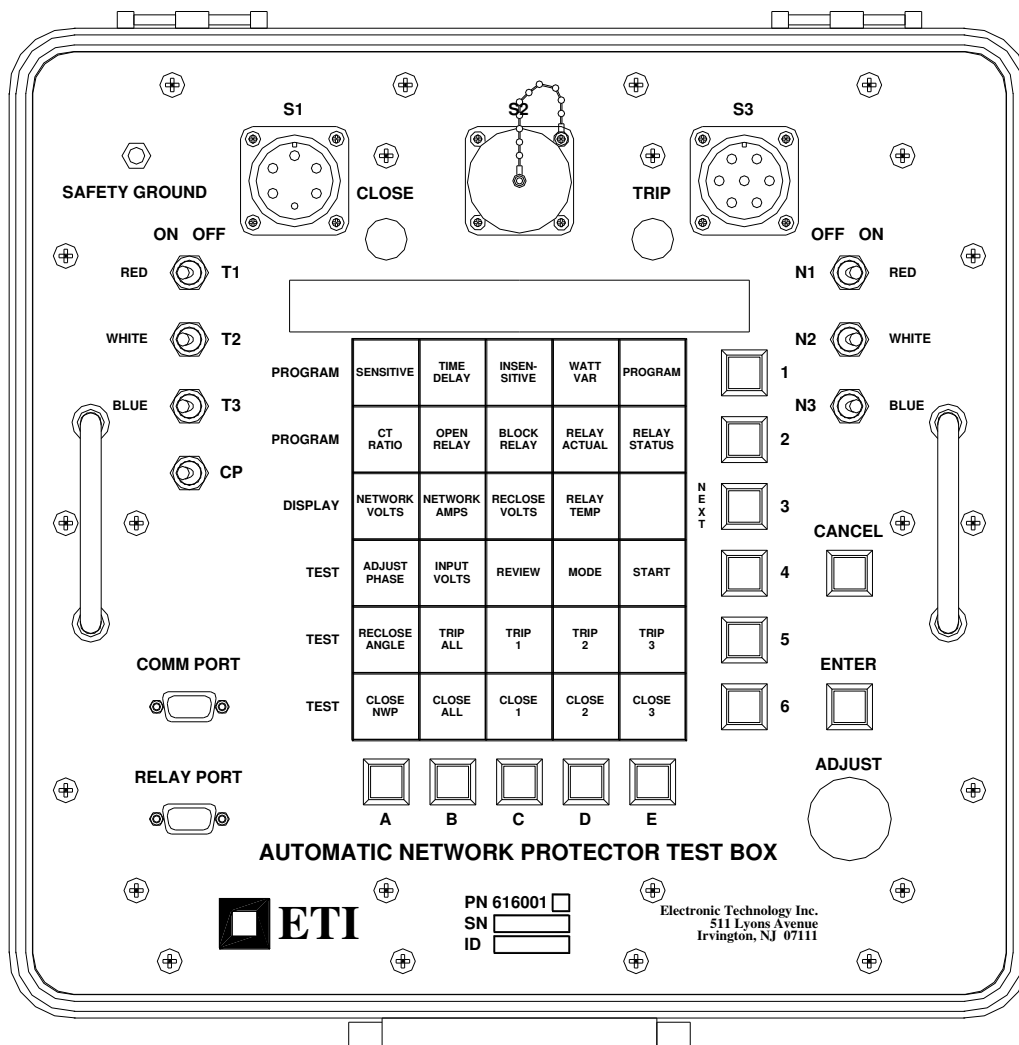 S1
S2
S3
SAFETY GROUND
CLOSE
TRIP
ON OFF
OFF ON
RED
T1
N1
RED
WHITE
T2
N2
WHITE
BLUE
T3
N3
BLUE
CP
PROGRAM
SENSITIVE
TIME
DELAY
INSEN-
SITIVE
WATT
VAR
PROGRAM
1
PROGRAM
CT
RATIO
OPEN
RELAY
BLOCK
RELAY
RELAY
ACTUAL
RELAY
STATUS
2
DISPLAY
NETWORK
VOLTS
NETWORK
AMPS
RECLOSE
VOLTS
RELAY
TEMP
NEXT
3
CANCEL
TEST
ADJUST
PHASE
INPUT
VOLTS
REVIEW
MODE
START
4
TEST
RECLOSE
ANGLE
TRIP
ALL
TRIP
1
TRIP
2
TRIP
3
5
COMM PORT
ENTER
TEST
CLOSE
NWP
CLOSE
ALL
CLOSE
1
CLOSE
2
CLOSE
3
6
RELAY PORT
ADJUST
A
B
C
D
E
AUTOMATIC NETWORK PROTECTOR TEST BOX
ETI
PN 616001
SN
ID
Electronic Technology Inc.
511 Lyons Avenue
Irvington, NJ 07111